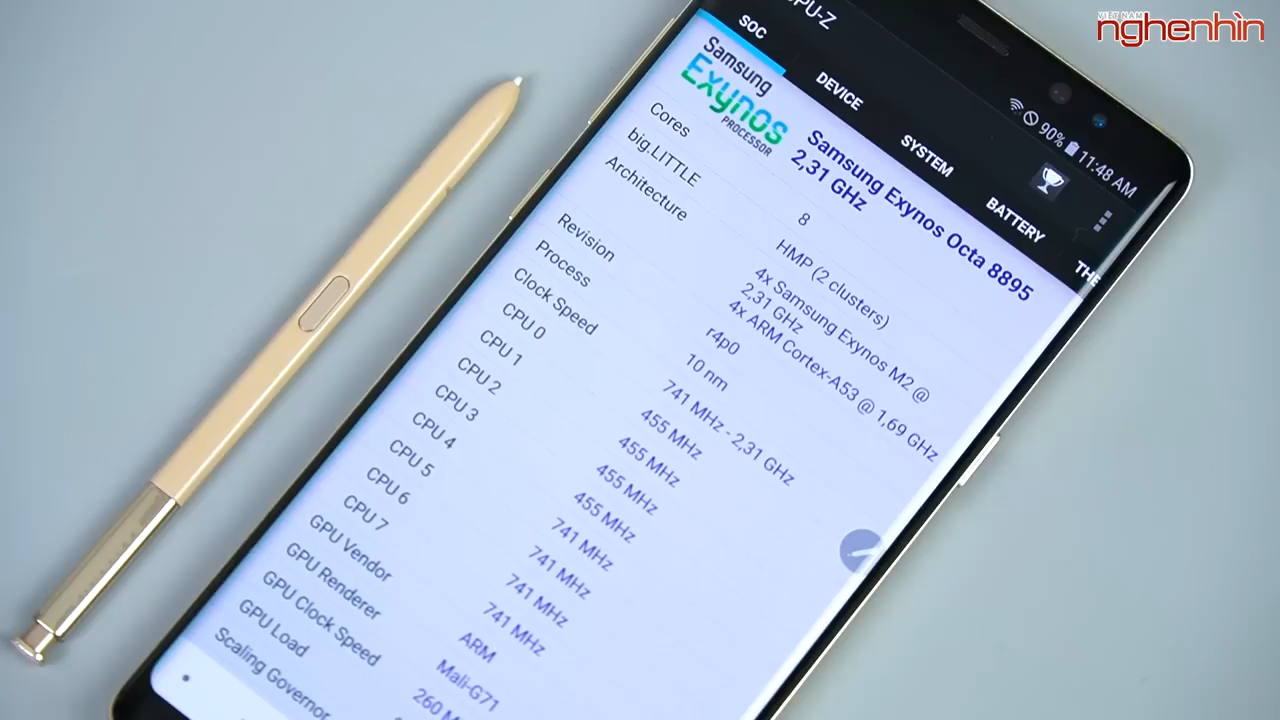 VIET NAM
nghenhìn
PU-Z
90% 11:48 AM
SOC DEVICE SYSTEM BATTERY THE
Samsung
Exynos
PROCESSOR
Samsung Exynos Octa 8895
2,31 GHz
Cores 8
big.LITTLE HMP (2 clusters)
Architecture 4x Samsung Exynos M2 @
2,31 GHz
4x ARM Cortex-A53 @ 1,69 GHz
Revision r4p0
Process 10 nm
Clock Speed 741 MHz - 2,31 GHz
CPU 0 455 MHz
CPU 1 455 MHz
CPU 2 455 MHz
CPU 3 455 MHz
CPU 4 741 MHz
CPU 5 741 MHz
CPU 6 741 MHz
CPU 7 741 MHz
GPU Vendor ARM
GPU Renderer Mali-G71
GPU Clock Speed 260 M
GPU Load
Scaling Governor